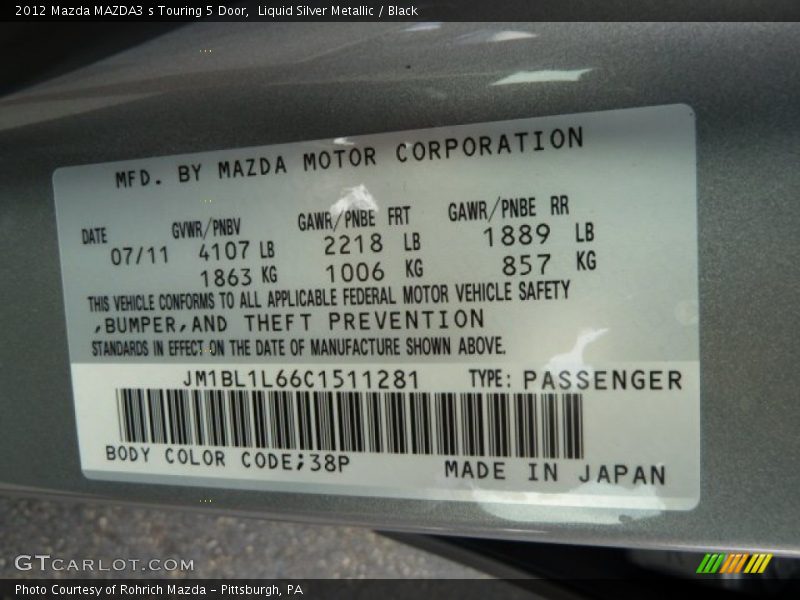 2012 Mazda MAZDA3 s Touring 5 Door, Liquid Silver Metallic / Black
MFD. BY MAZDA MOTOR CORPORATION
DATE GVWR/PNBV GAWR/PNBE FRT GAWR/PNBE RR
07/11 4107 LB 2218 LB 1889 LB
1863 KG 1006 KG 857 KG
THIS VEHICLE CONFORMS TO ALL APPLICABLE FEDERAL MOTOR VEHICLE SAFETY
,BUMPER,AND THEFT PREVENTION
STANDARDS IN EFFECT ON THE DATE OF MANUFACTURE SHOWN ABOVE.
JM1BL1L66C1511281 TYPE: PASSENGER
BODY COLOR CODE;38P MADE IN JAPAN
GTCARLOT.COM
Photo Courtesy of Rohrich Mazda - Pittsburgh, PA